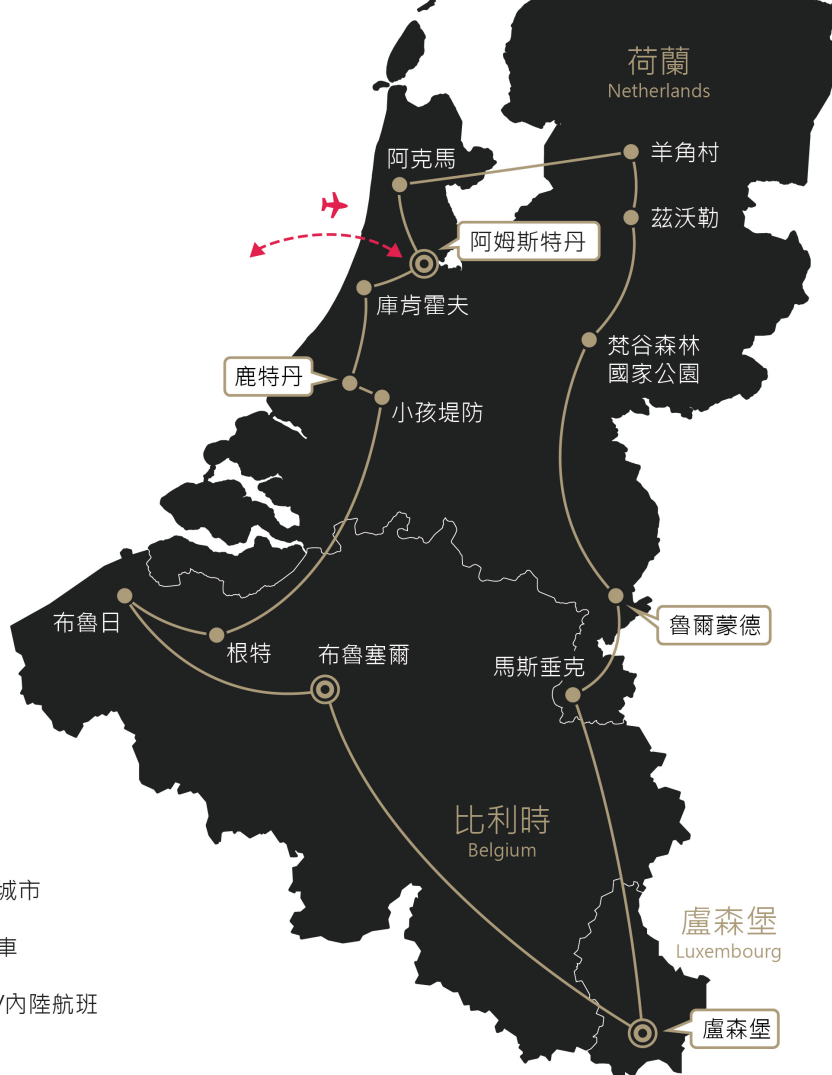 荷蘭
Netherlands
阿克馬
羊角村
茲沃勒
阿姆斯特丹
庫肯霍夫
梵谷森林
國家公園
鹿特丹
小孩堤防
布魯日
根特
布魯塞爾
魯爾蒙德
馬斯垂克
比利時
Belgium
城市
盧森堡
Luxembourg
車
/內陸航班
盧森堡